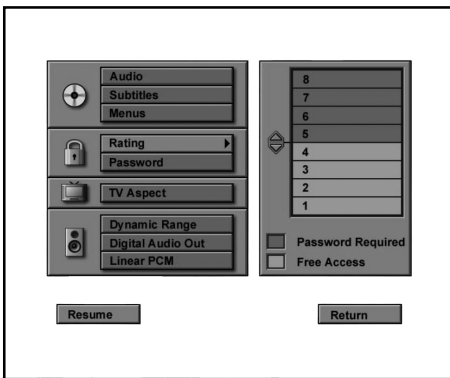 Audio
Subtitles
Menus
Rating
Password
TV Aspect
Dynamic Range
Digital Audio Out
Linear PCM
8
7
6
5
4
3
2
1
Password Required
Free Access
Resume
Return